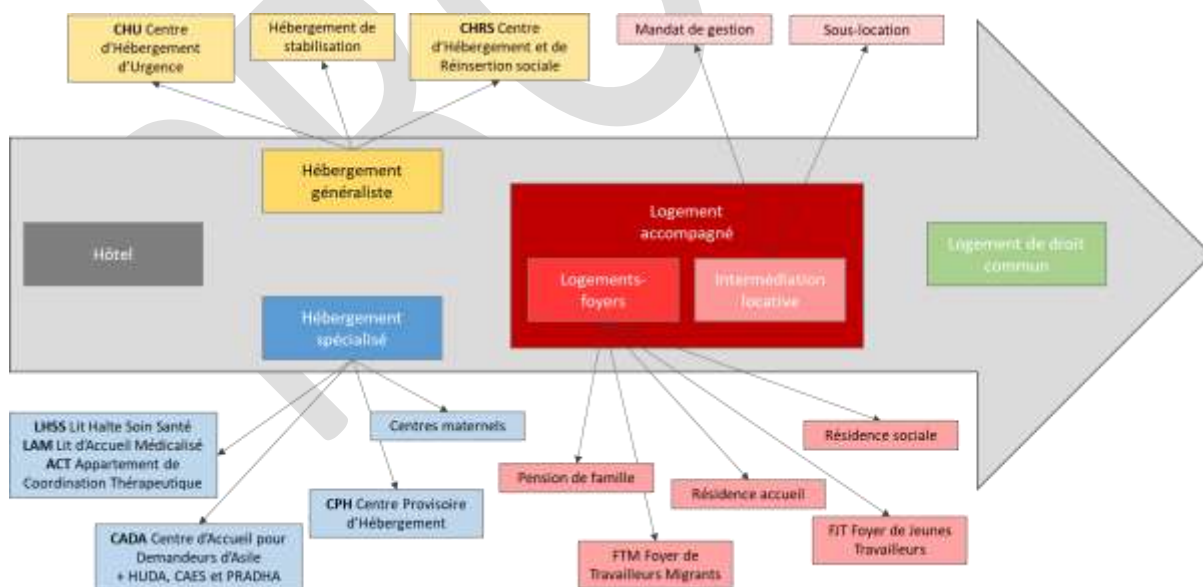 CHU Centre
d'Hébergement
d'Urgence
Hébergement de
stabilisation
CHRS Centre
d'Hébergement et de
Réinsertion sociale
Mandat de gestion
Sous-location
Hébergement
généraliste
Hôtel
Logement
accompagné
Logements-
foyers
Intermédiation
locative
Logement de droit
commun
Hébergement
spécialisé
LHSS Lit Halte Soin Santé
LAM Lit d'Accueil Médicalisé
ACT Appartement de
Coordination Thérapeutique
Centres maternels
CPH Centre Provisoire
d'Hébergement
CADA Centre d'Accueil pour
Demandeurs d'Asile
+ HUDA, CAES et PRADHA
Pension de famille
FTM Foyer de
Travailleurs Migrants
Résidence accueil
Résidence sociale
FJT Foyer de Jeunes
Travailleurs